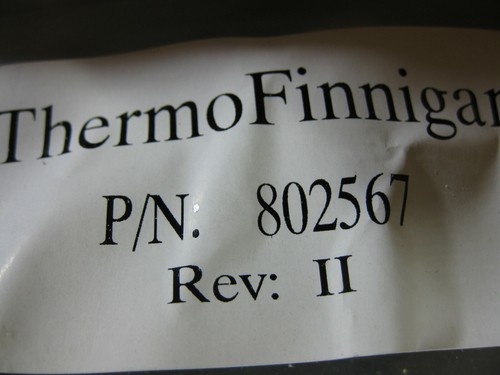 ThermoFinnigan
P/N: 802567
Rev: II